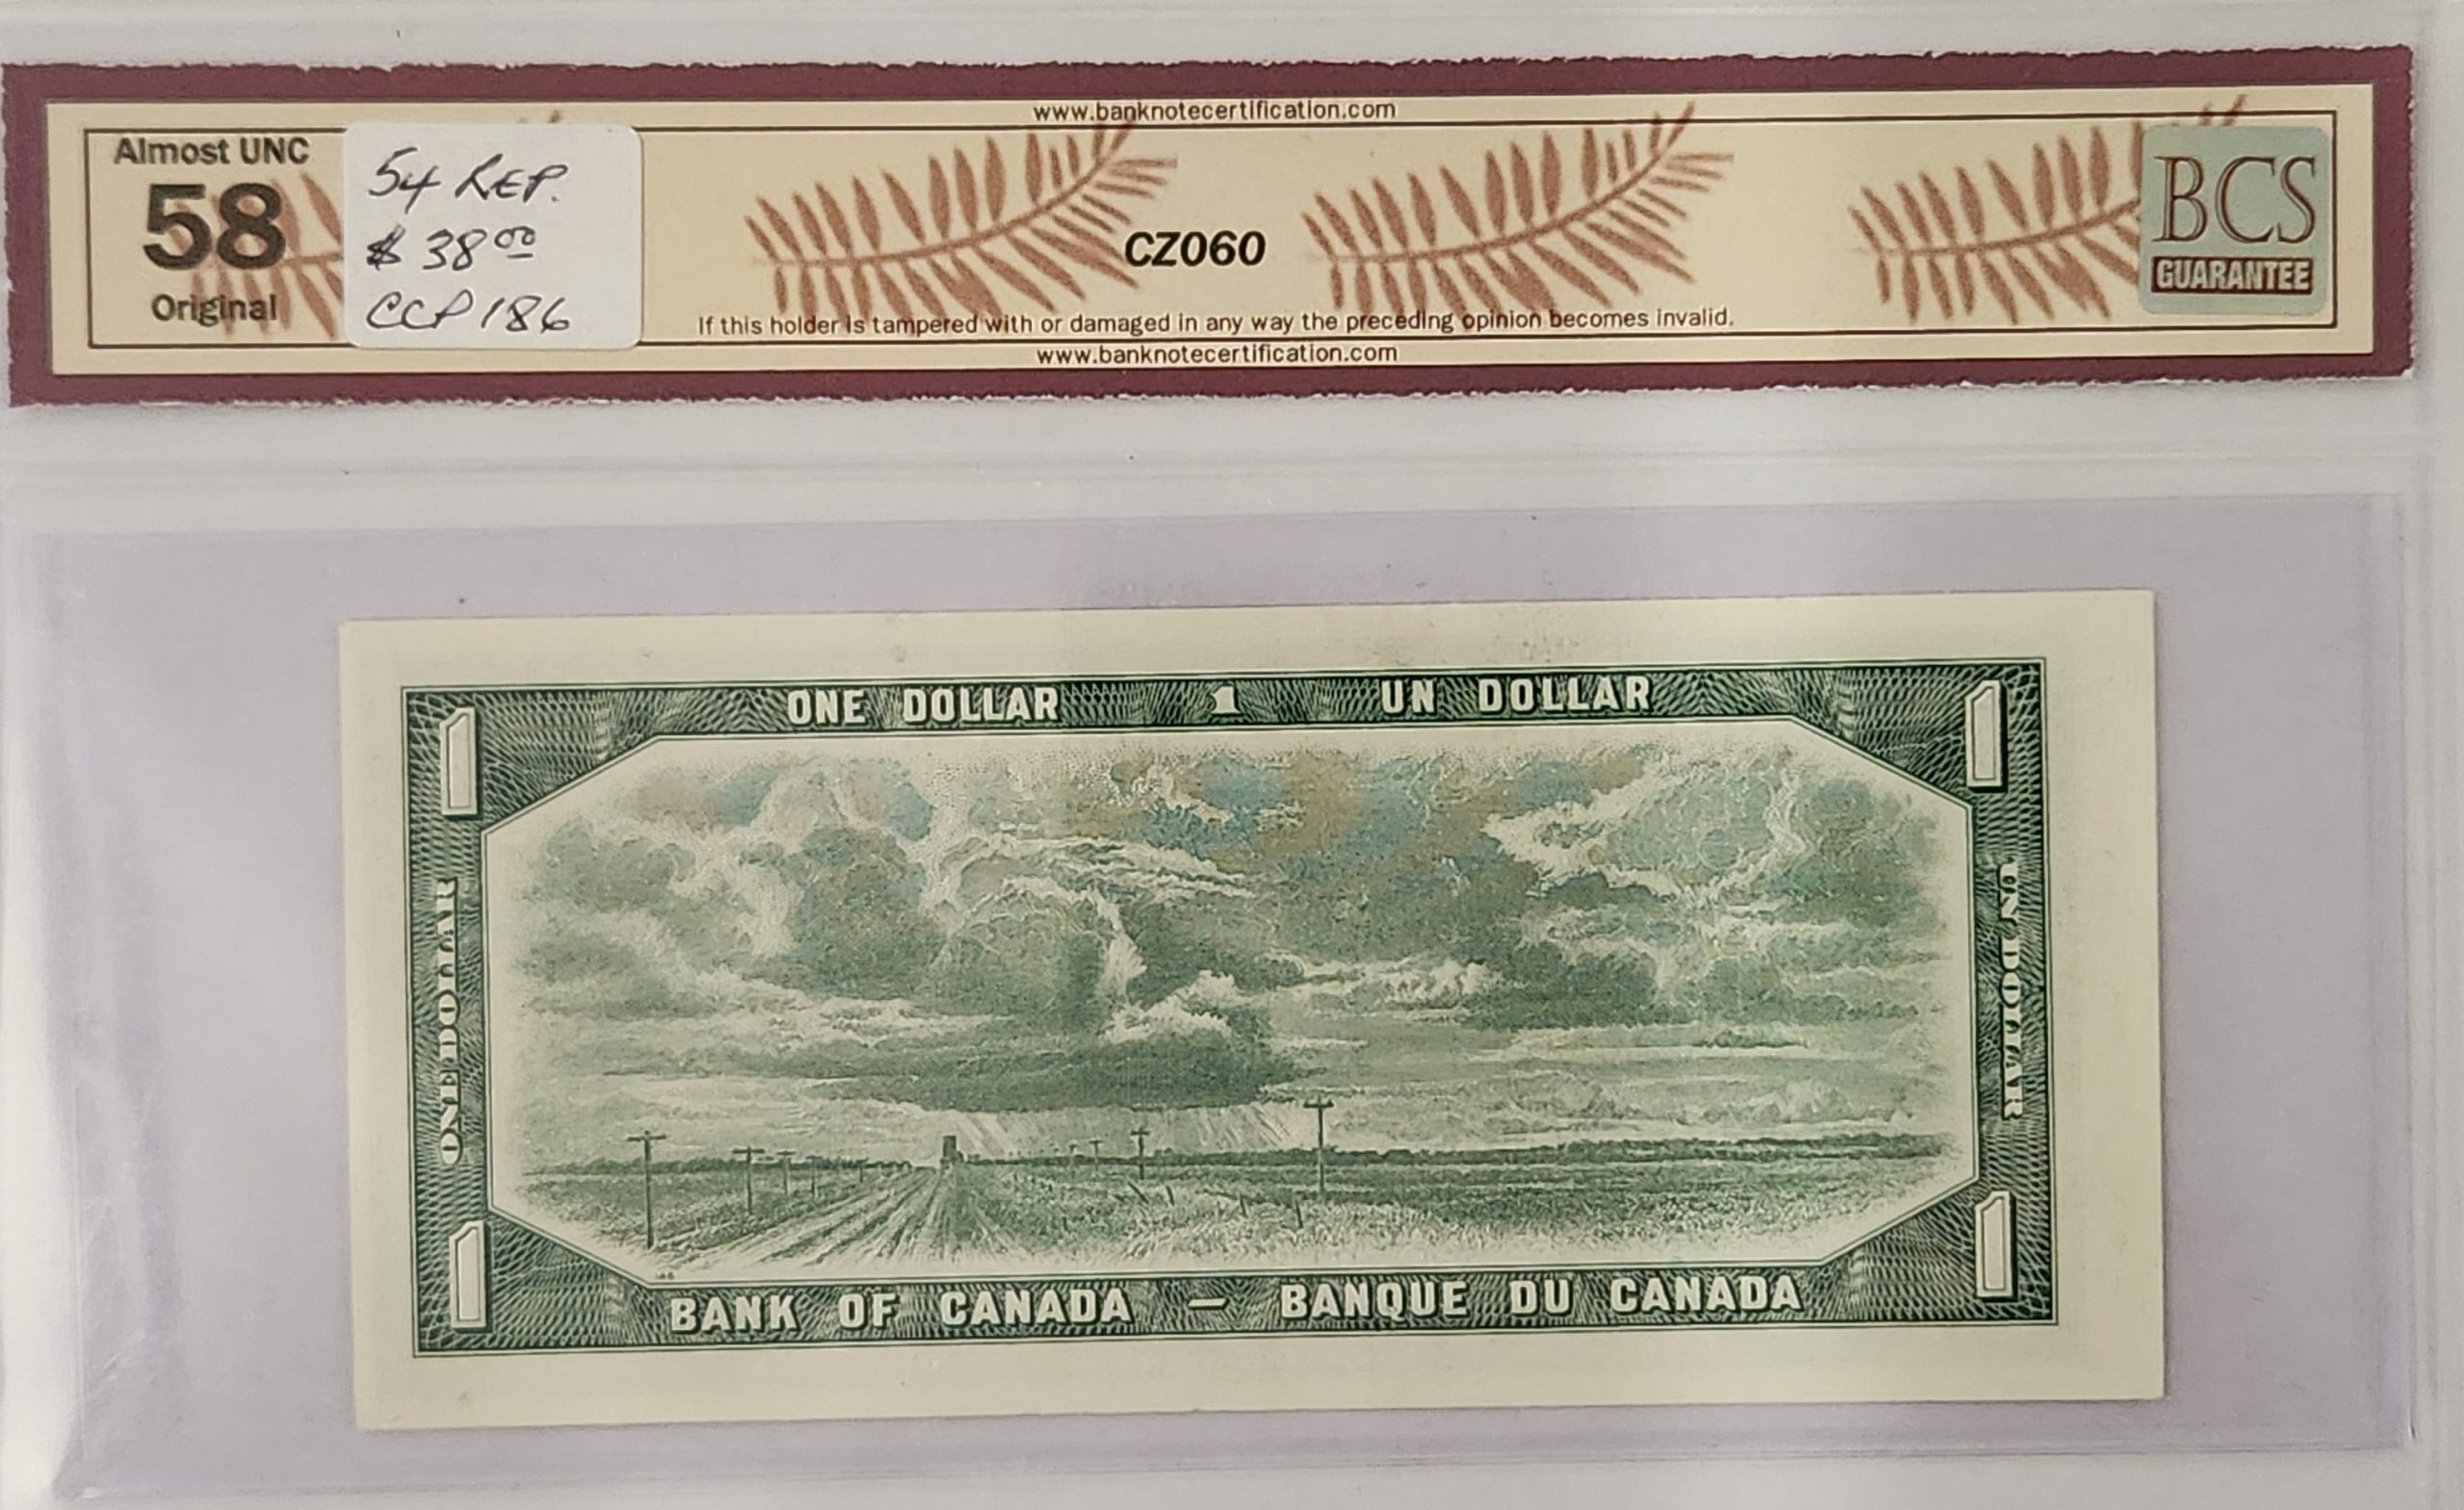 www.banknotecertification.com
Almost UNC
58
Original
54 REP.
$ 38.00
CCP 186
CZ060
If this holder is tampered with or damaged in any way the preceding opinion becomes invalid.
www.banknotecertification.com
BCS
GUARANTEE
ONE DOLLAR 1 UN DOLLAR
1
1
ONE DOLLAR
UN DOLLAR
1
1
BANK OF CANADA — BANQUE DU CANADA